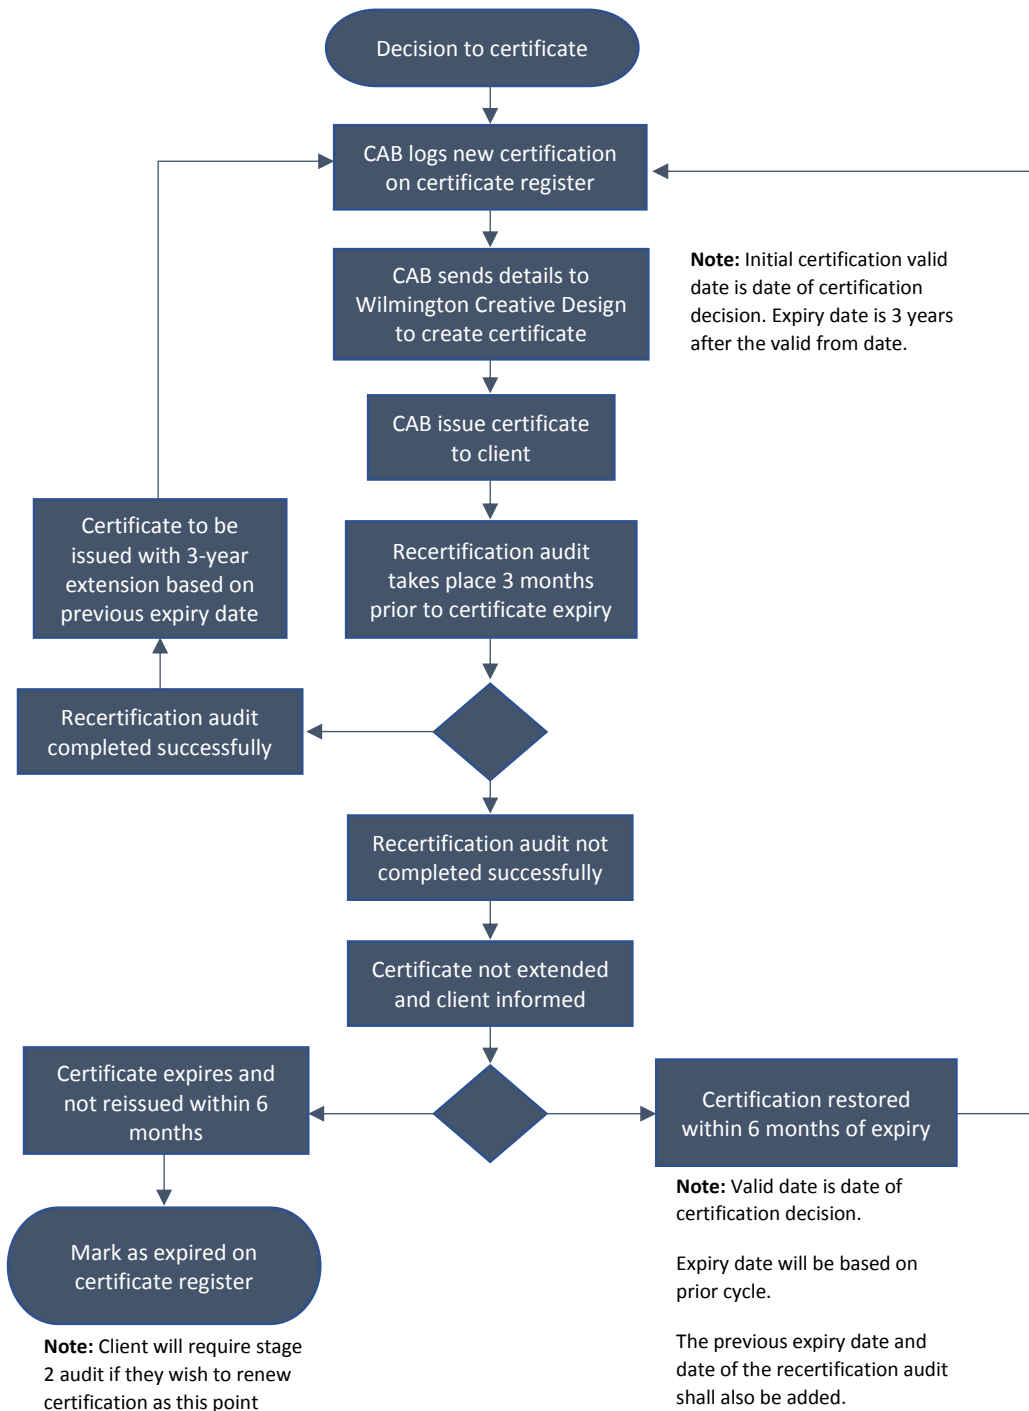 Decision to certificate
CAB logs new certification
on certificate register
CAB sends details to
Wilmington Creative Design
to create certificate
Note: Initial certification valid
date is date of certification
decision. Expiry date is 3 years
after the valid from date.
CAB issue certificate
to client
Certificate to be
issued with 3-year
extension based on
previous expiry date
Recertification audit
takes place 3 months
prior to certificate expiry
Recertification audit
completed successfully
Recertification audit not
completed successfully
Certificate not extended
and client informed
Certificate expires and
not reissued within 6
months
Certification restored
within 6 months of expiry
Mark as expired on
certificate register
Note: Client will require stage
2 audit if they wish to renew
certification as this point
Note: Valid date is date of
certification decision.
Expiry date will be based on
prior cycle.
The previous expiry date and
date of the recertification audit
shall also be added.